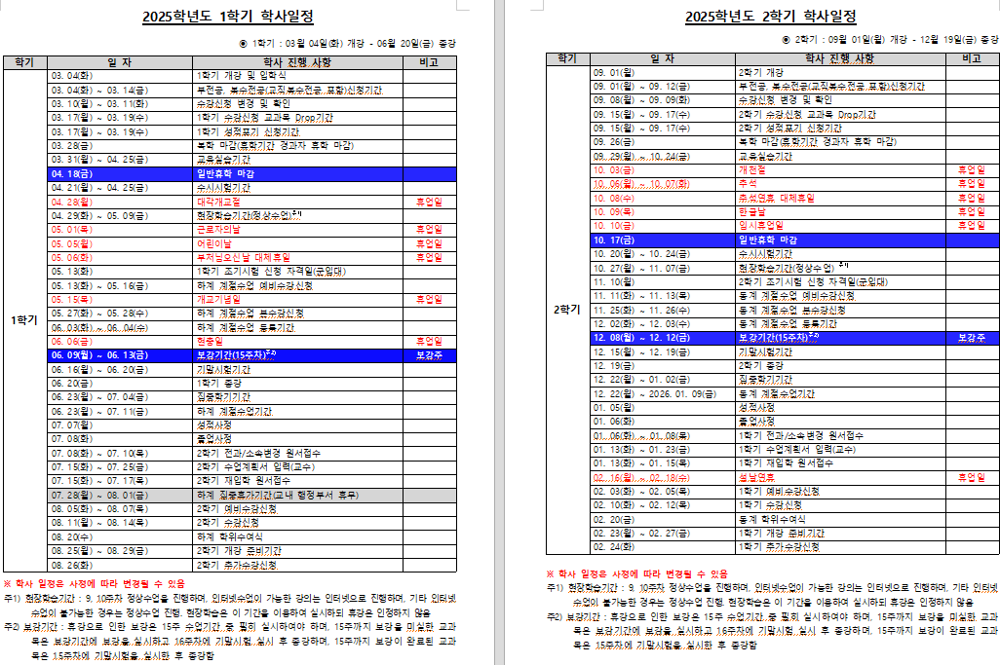 2025학년도 1학기 학사일정
◉ 1학기 : 03월 04일(화) 개강 - 06월 20일(금) 종강
학기 일 자 학사 진행 사항 비고
1학기
03. 04(화) 1학기 개강 및 입학식
03. 04(화) ~ 03. 14(금) 부전공, 복수전공(교직복수전공 포함)신청기간
03. 10(월) ~ 03. 11(화) 수강신청 변경 및 확인
03. 17(월) ~ 03. 19(수) 1학기 수강신청 교과목 Drop기간
03. 17(월) ~ 03. 19(수) 1학기 성적포기 신청기간
03. 28(금) 복학 마감(휴학기간 경과자 휴학 마감)
03. 31(월) ~ 04. 25(금) 교육실습기간
04. 18(금) 일반휴학 마감
04. 21(월) ~ 04. 25(금) 수시시험기간
04. 28(월) 대각개교절 휴업일
04. 29(화) ~ 05. 09(금) 현장학습기간(정상수업)주1)
05. 01(목) 근로자의날 휴업일
05. 05(월) 어린이날 휴업일
05. 06(화) 부처님오신날 대체휴일 휴업일
05. 13(화) 1학기 조기시험 신청 자격일(군입대)
05. 13(화) ~ 05. 16(금) 하계 계절수업 예비수강신청
05. 15(목) 개교기념일 휴업일
05. 27(화) ~ 05. 28(수) 하계 계절수업 본수강신청
06. 03(화) ~ 06. 04(수) 하계 계절수업 등록기간
06. 06(금) 현충일 휴업일
06. 09(월) ~ 06. 13(금) 보강기간(15주차)주2) 보강주
06. 16(월) ~ 06. 20(금) 기말시험기간
06. 20(금) 1학기 종강
06. 23(월) ~ 07. 04(금) 집중학기기간
06. 23(월) ~ 07. 11(금) 하계 계절수업기간
07. 07(월) 성적사정
07. 08(화) 졸업사정
07. 08(화) ~ 07. 10(목) 2학기 전과/소속변경 원서접수
07. 15(화) ~ 07. 25(금) 2학기 수업계획서 입력(교수)
07. 15(화) ~ 07. 17(목) 2학기 재입학 원서접수
07. 28(월) ~ 08. 01(금) 하계 집중휴가기간(교내 행정부서 휴무)
08. 05(화) ~ 08. 07(목) 2학기 예비수강신청
08. 11(월) ~ 08. 14(목) 2학기 수강신청
08. 20(수) 하계 학위수여식
08. 25(월) ~ 08. 29(금) 2학기 개강 준비기간
08. 26(화) 2학기 추가수강신청
※ 학사 일정은 사정에 따라 변경될 수 있음
주1) 현장학습기간 : 9, 10주차 정상수업을 진행하며, 인터넷수업이 가능한 강의는 인터넷으로 진행하며, 기타 인터넷
수업이 불가능한 경우는 정상수업 진행. 현장학습은 이 기간을 이용하여 실시하되 휴강은 인정하지 않음
주2) 보강기간 : 휴강으로 인한 보강은 15주 수업기간 중 필히 실시하여야 하며, 15주까지 보강을 미실한 교과
목은 보강기간에 보강을 실시하고 16주차에 기말시험 실시 후 종강하며, 15주까지 보강이 완료된 교과
목은 15주차에 기말시험을 실시한 후 종강함
2025학년도 2학기 학사일정
◉ 2학기 : 09월 01일(월) 개강 - 12월 19일(금) 종강
학기 일 자 학사 진행 사항 비고
2학기
09. 01(월) 2학기 개강
09. 01(월) ~ 09. 12(금) 부전공, 복수전공(교직복수전공 포함)신청기간
09. 08(월) ~ 09. 09(화) 수강신청 변경 및 확인
09. 15(월) ~ 09. 17(수) 2학기 수강신청 교과목 Drop기간
09. 15(월) ~ 09. 17(수) 2학기 성적포기 신청기간
09. 26(금) 복학 마감(휴학기간 경과자 휴학 마감)
09. 29(월) ~ 10. 24(금) 교육실습기간
10. 03(금) 개천절 휴업일
10. 06(월) ~ 10. 07(화) 추석 휴업일
10. 08(수) 추석연휴 대체휴일 휴업일
10. 09(목) 한글날 휴업일
10. 10(금) 임시휴업일 휴업일
10. 17(금) 일반휴학 마감
10. 20(월) ~ 10. 24(금) 수시시험기간
10. 27(월) ~ 11. 07(금) 현장학습기간(정상수업) 주1)
11. 10(월) 2학기 조기시험 신청 자격일(군입대)
11. 11(화) ~ 11. 13(목) 동계 계절수업 예비수강신청
11. 25(화) ~ 11. 26(수) 동계 계절수업 본수강신청
12. 02(화) ~ 12. 03(수) 동계 계절수업 등록기간
12. 08(월) ~ 12. 12(금) 보강기간(15주차)주2) 보강주
12. 15(월) ~ 12. 19(금) 기말시험기간
12. 19(금) 2학기 종강
12. 22(월) ~ 01. 02(금) 집중학기기간
12. 22(월) ~ 2026. 01. 09(금) 동계 계절수업기간
01. 05(월) 성적사정
01. 06(화) 졸업사정
01. 06(화) ~ 01. 08(목) 1학기 전과/소속변경 원서접수
01. 13(화) ~ 01. 23(금) 1학기 수업계획서 입력(교수)
01. 13(화) ~ 01. 15(목) 1학기 재입학 원서접수
02. 16(월) ~ 02. 18(수) 설날연휴 휴업일
02. 03(화) ~ 02. 05(목) 1학기 예비수강신청
02. 10(화) ~ 02. 12(목) 1학기 수강신청
02. 20(금) 동계 학위수여식
02. 23(월) ~ 02. 27(금) 1학기 개강 준비기간
02. 24(화) 1학기 추가수강신청
※ 학사 일정은 사정에 따라 변경될 수 있음
주1) 현장학습기간 : 9, 10주차 정상수업을 진행하며, 인터넷수업이 가능한 강의는 인터넷으로 진행하며, 기타 인터넷
수업이 불가능한 경우는 정상수업 진행. 현장학습은 이 기간을 이용하여 실시하되 휴강은 인정하지 않음
주2) 보강기간 : 휴강으로 인한 보강은 15주 수업기간 중 필히 실시하여야 하며, 15주까지 보강을 미실한 교과
목은 보강기간에 보강을 실시하고 16주차에 기말시험 실시 후 종강하며, 15주까지 보강이 완료된 교과
목은 15주차에 기말시험을 실시한 후 종강함